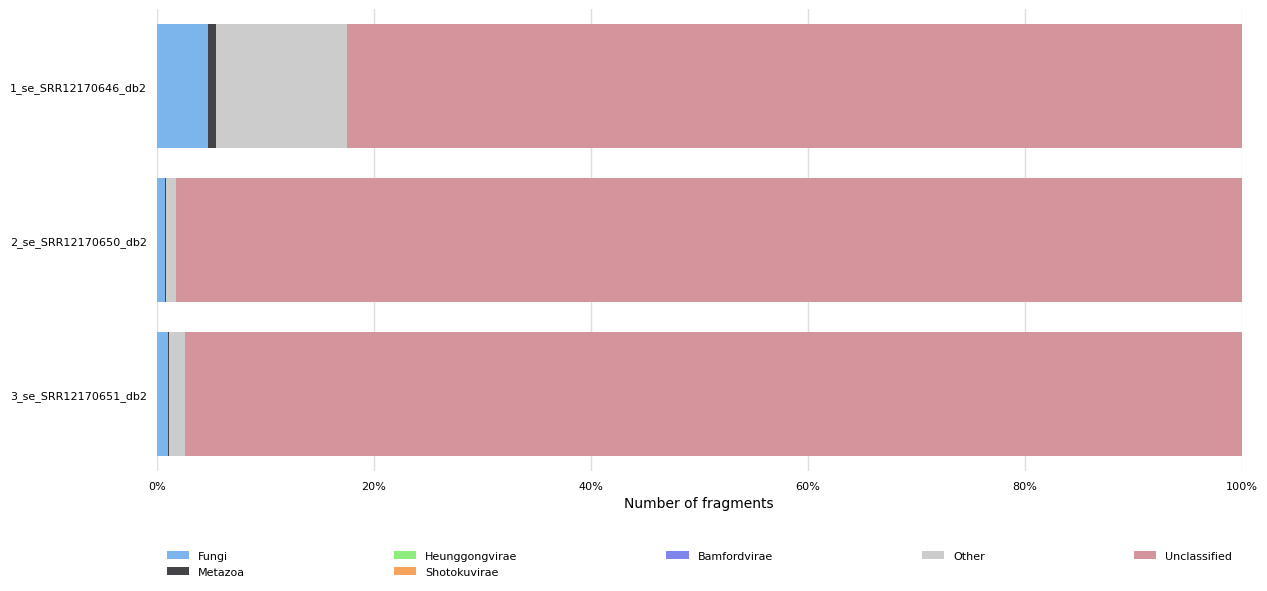 1_se_SRR12170646_db2
2_se_SRR12170650_db2
3_se_SRR12170651_db2
0% 20% 40% 60% 80% 100%
Number of fragments
Fungi Heunggongvirae Bamfordvirae Other Unclassified
Metazoa Shotokuvirae